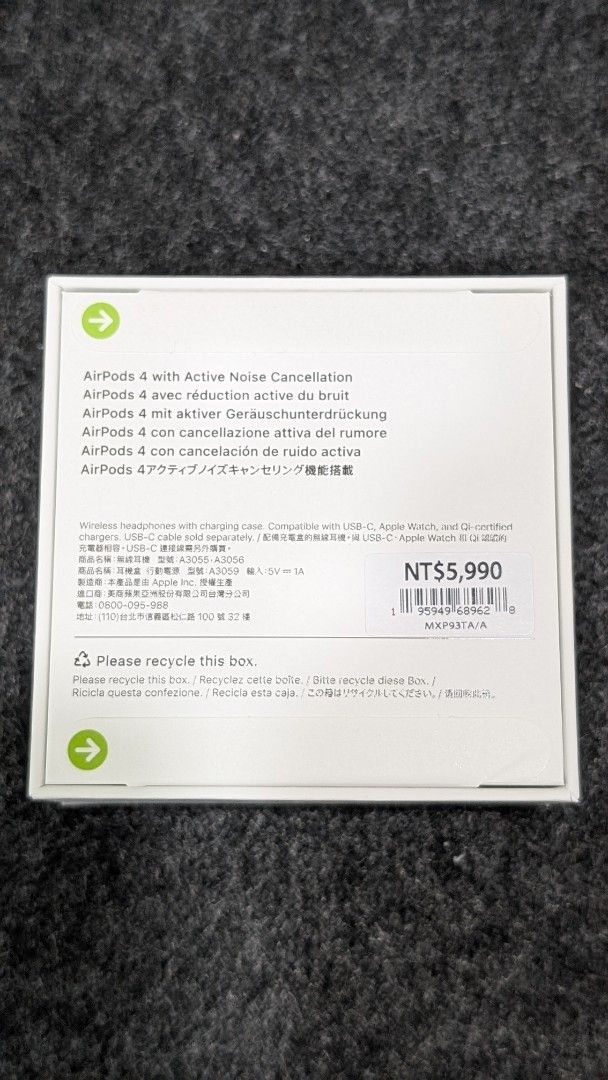 AirPods 4 with Active Noise Cancellation
AirPods 4 avec réduction active du bruit
AirPods 4 mit aktiver Geräuschunterdrückung
AirPods 4 con cancellazione attiva del rumore
AirPods 4 con cancelación de ruido activa
AirPods 4アクティブノイズキャンセリング機能搭載
Wireless headphones with charging case. Compatible with USB-C, Apple Watch, and Qi-certified
chargers. USB-C cable sold separately. / 配備充電盒的無線耳機。與 USB-C、Apple Watch 和 Qi 認證的
充電器相容。USB-C 連接線需另外購買。
商品名稱:無線耳機 型號:A3055、A3056
商品名稱:耳機盒 行動電源 型號:A3059 輸入:5V⎓1A
製造商:本產品是由 Apple Inc. 授權生產
進口商:美商蘋果亞洲股份有限公司台灣分公司
電話:0600-095-988
地址:(110)台北市信義區松仁路 100 號 32 樓
NT$5,990
1 95949 68962 8
MXP93TA/A
Please recycle this box.
Please recycle this box. / Recyclez cette boîte. / Bitte recycle diese Box. /
Ricicla questa confezione. / Recicla esta caja. / この箱はリサイクルしてください。/ 請回收此箱。